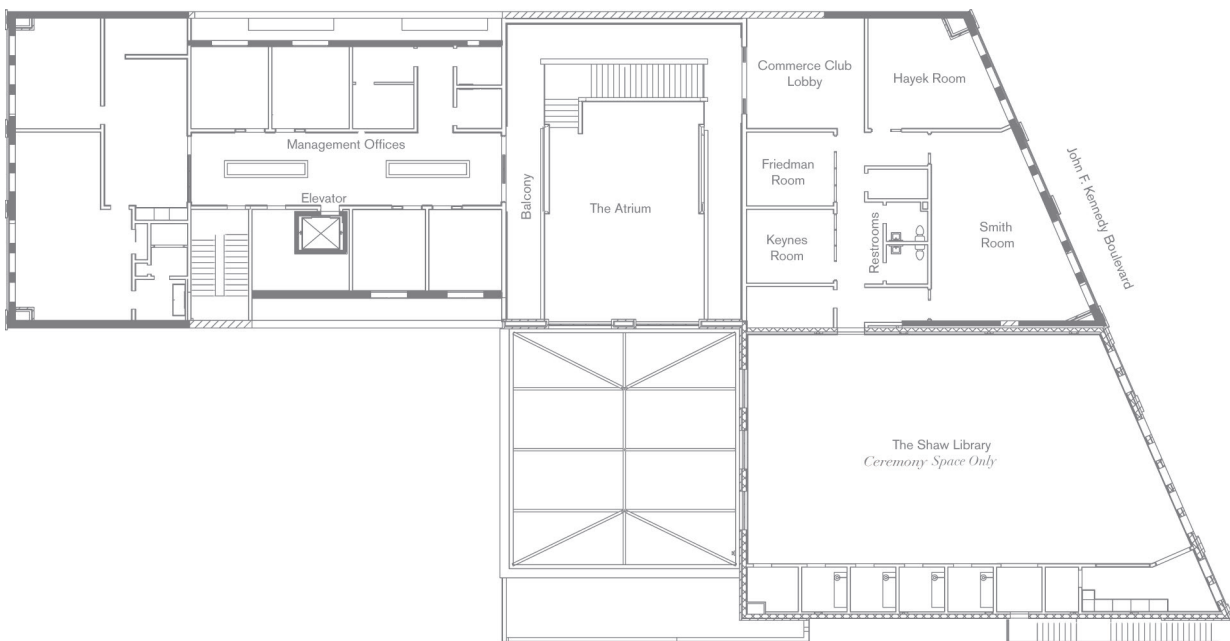 Commerce Club
Lobby
Hayek Room
Management Offices
Friedman
Room
Elevator
Balcony
The Atrium
Keynes
Room
Restrooms
Smith
Room
John F. Kennedy Boulevard
The Shaw Library
Ceremony Space Only